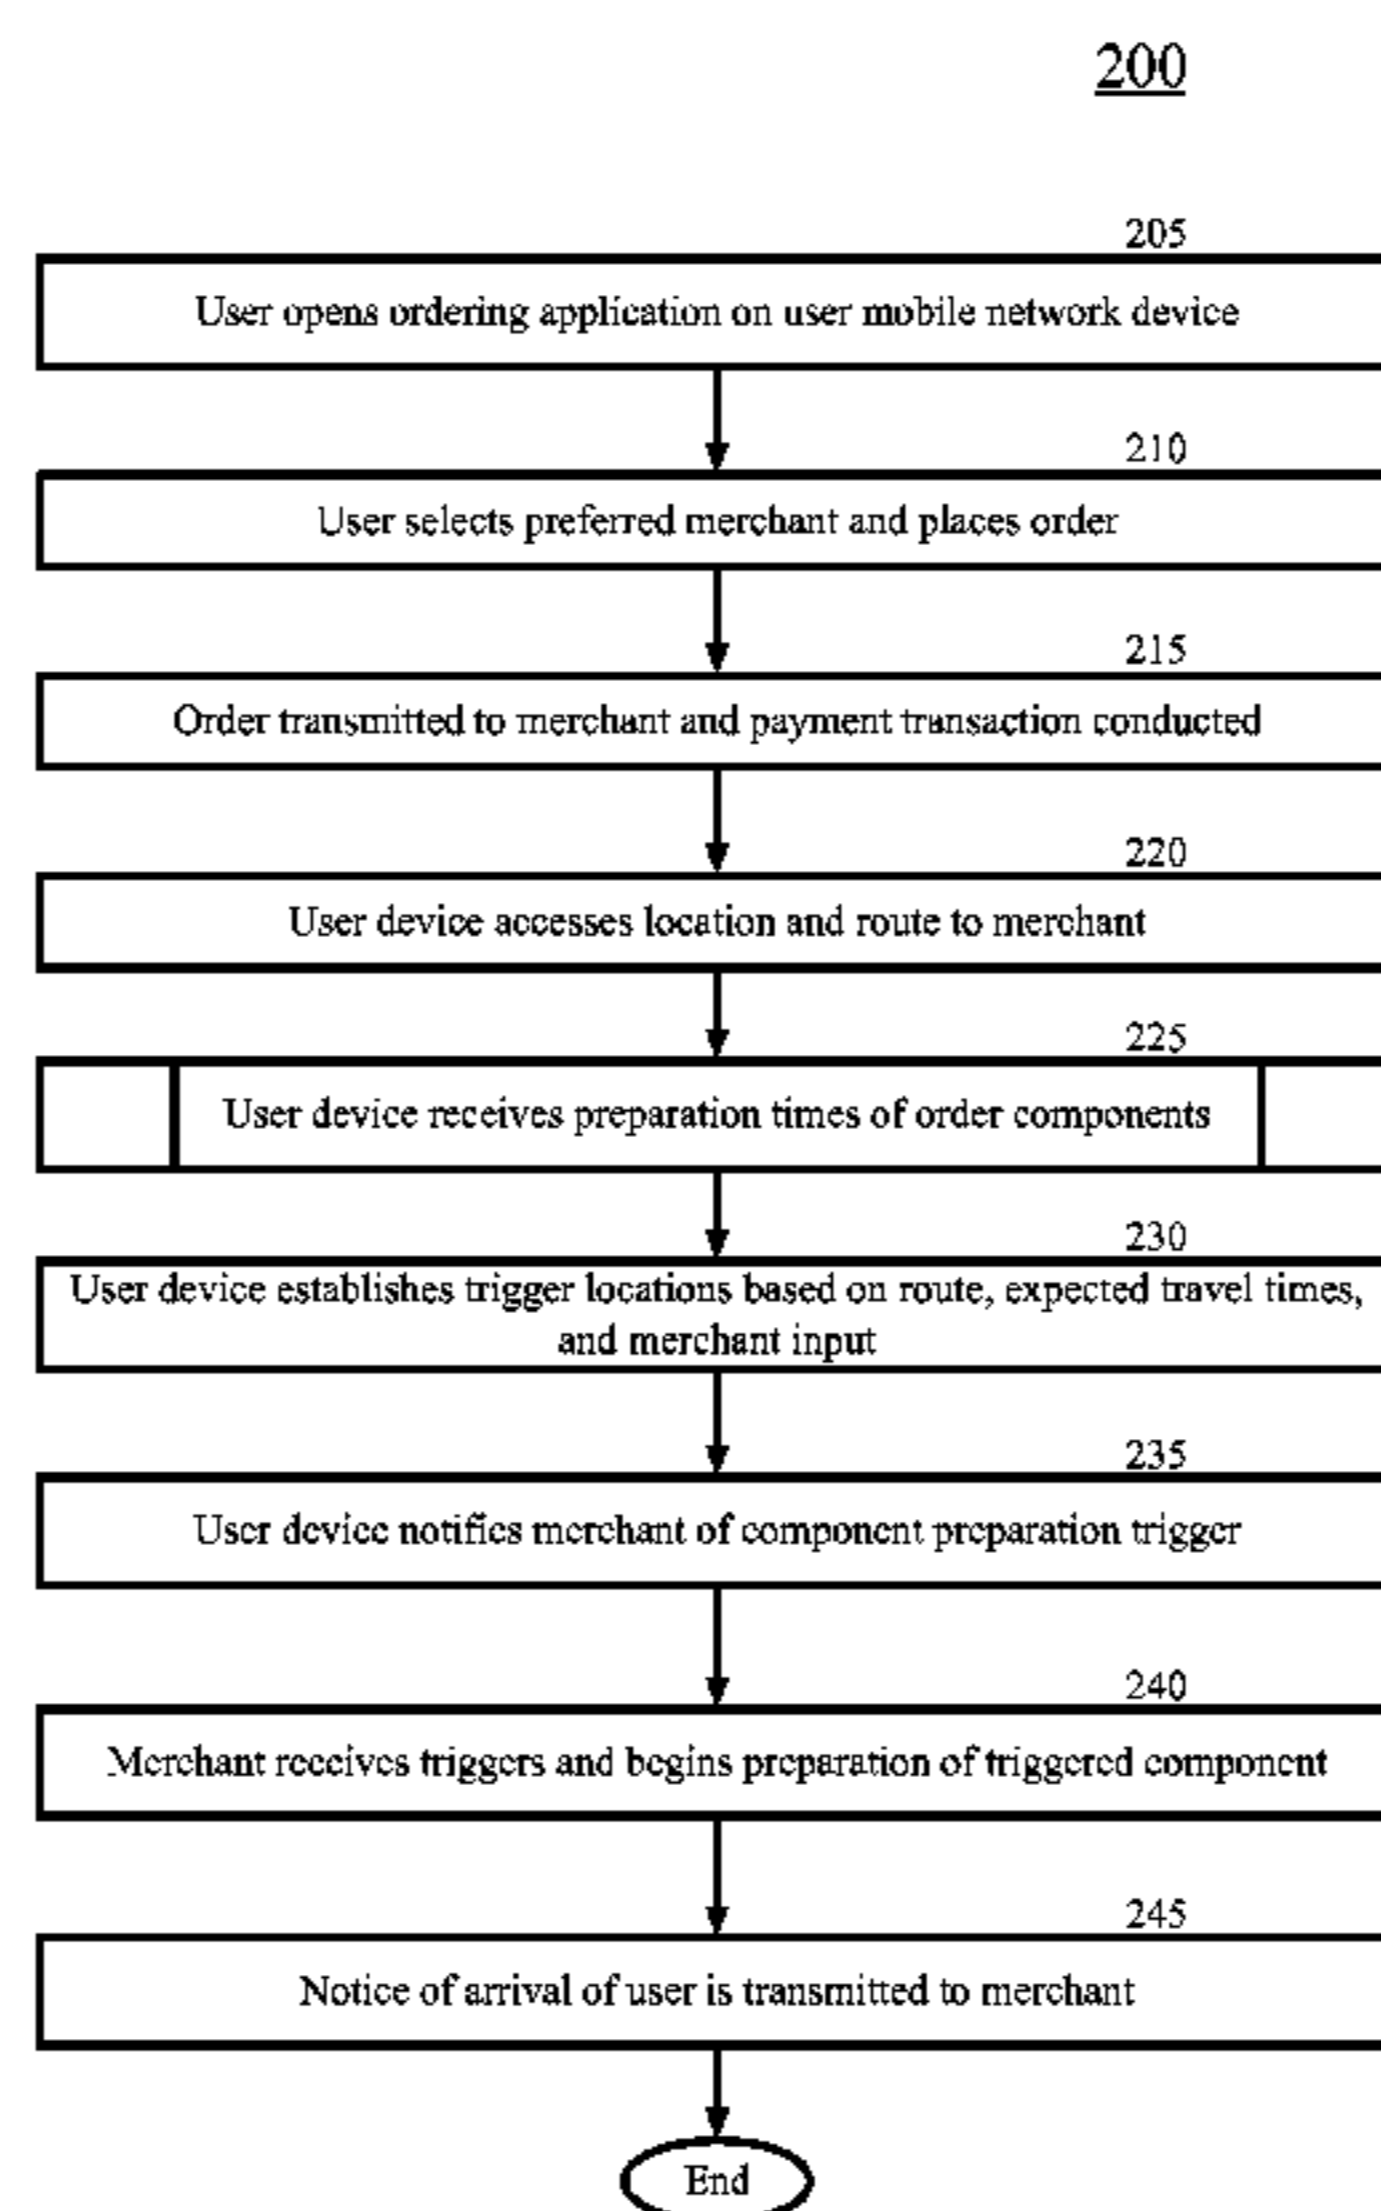 200
205
User opens ordering application on user mobile network device
210
User selects preferred merchant and places order
215
Order transmitted to merchant and payment transaction conducted
220
User device accesses location and route to merchant
225
User device receives preparation times of order components
230
User device establishes trigger locations based on route, expected travel times,
and merchant input
235
User device notifies merchant of component preparation trigger
240
Merchant receives triggers and begins preparation of triggered component
245
Notice of arrival of user is transmitted to merchant
End